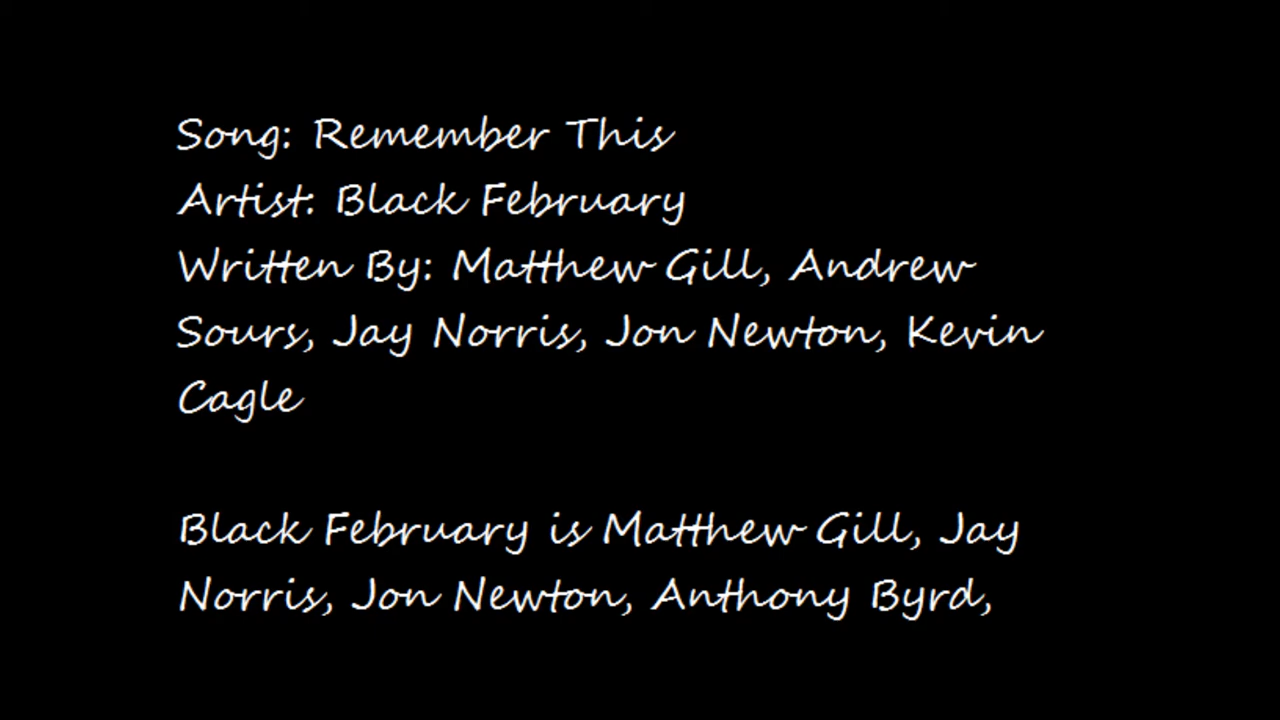 Song: Remember This
Artist: Black February
Written By: Matthew Gill, Andrew
Sours, Jay Norris, Jon Newton, Kevin
Cagle
Black February is Matthew Gill, Jay
Norris, Jon Newton, Anthony Byrd,